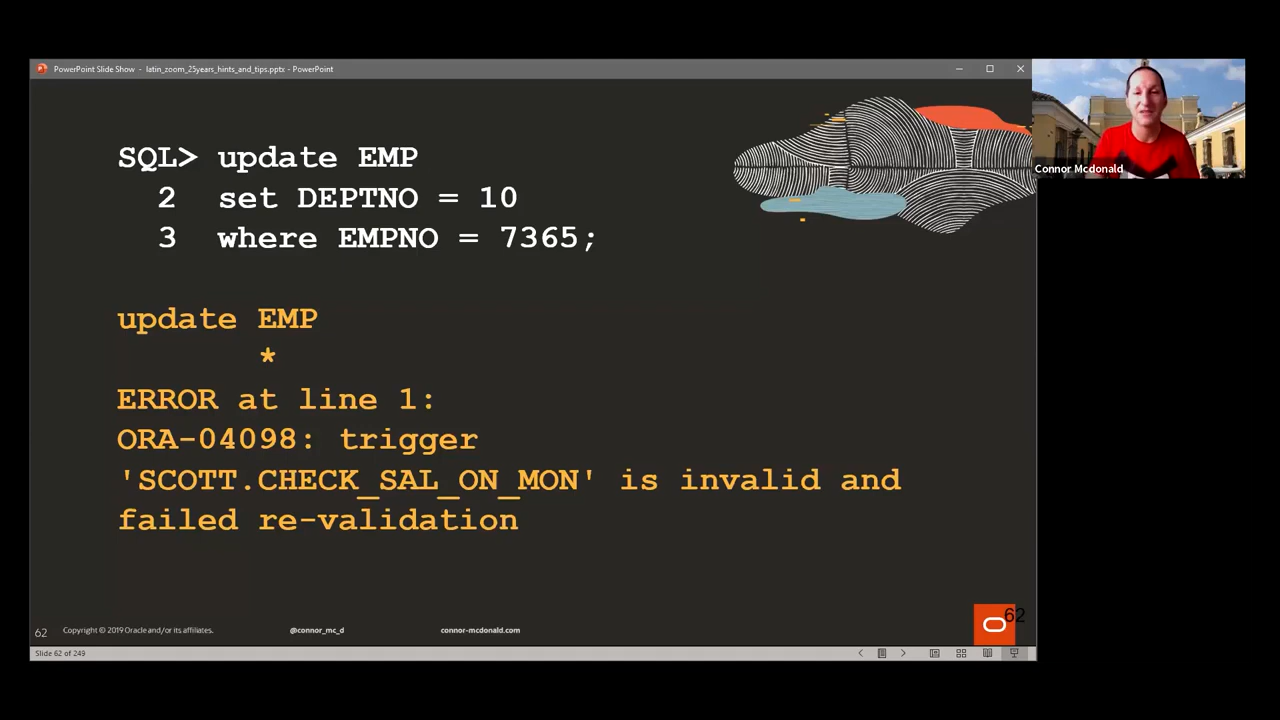 PowerPoint Slide Show - latin_zoom_25years_hints_and_tips.pptx - PowerPoint
SQL> update EMP
2 set DEPTNO = 10
3 where EMPNO = 7365;
update EMP
*
ERROR at line 1:
ORA-04098: trigger
'SCOTT.CHECK_SAL_ON_MON' is invalid and
failed re-validation
Connor Mcdonald
62
62 Copyright © 2019 Oracle and/or its affiliates. @connor_mc_d connor-mcdonald.com
Slide 62 of 249